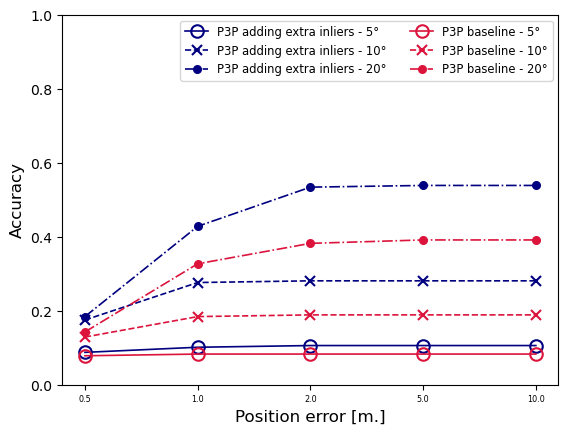 1.0
0.8
0.6
0.4
0.2
0.0
Accuracy
P3P adding extra inliers - 5°
P3P adding extra inliers - 10°
P3P adding extra inliers - 20°
P3P baseline - 5°
P3P baseline - 10°
P3P baseline - 20°
0.5 1.0 2.0 5.0 10.0
Position error [m.]